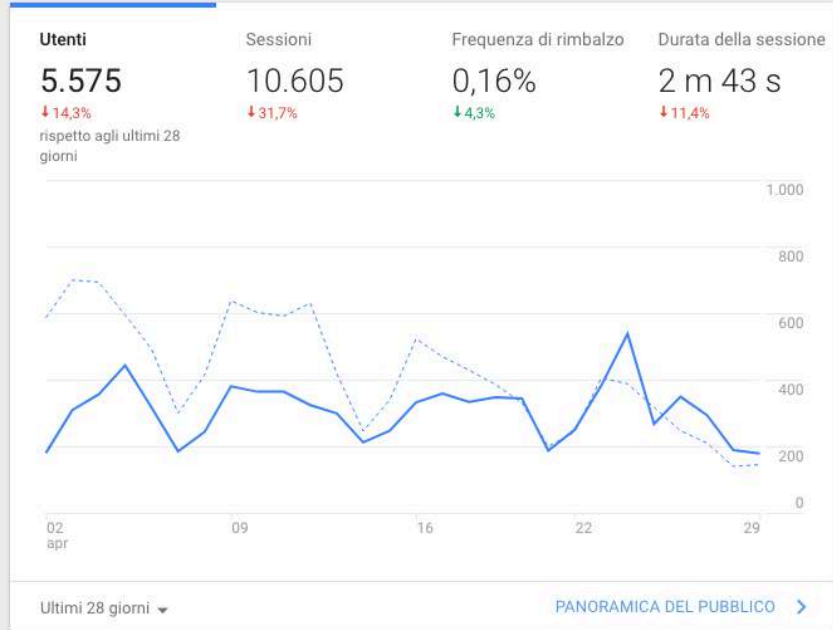 Utenti
5.575
↓14,3%
rispetto agli ultimi 28
giorni
Sessioni
10.605
↓31,7%
Frequenza di rimbalzo
0,16%
↓4,3%
Durata della sessione
2 m 43 s
↓11,4%
1.000
800
600
400
200
0
02
apr
09
16
22
29
Ultimi 28 giorni
PANORAMICA DEL PUBBLICO